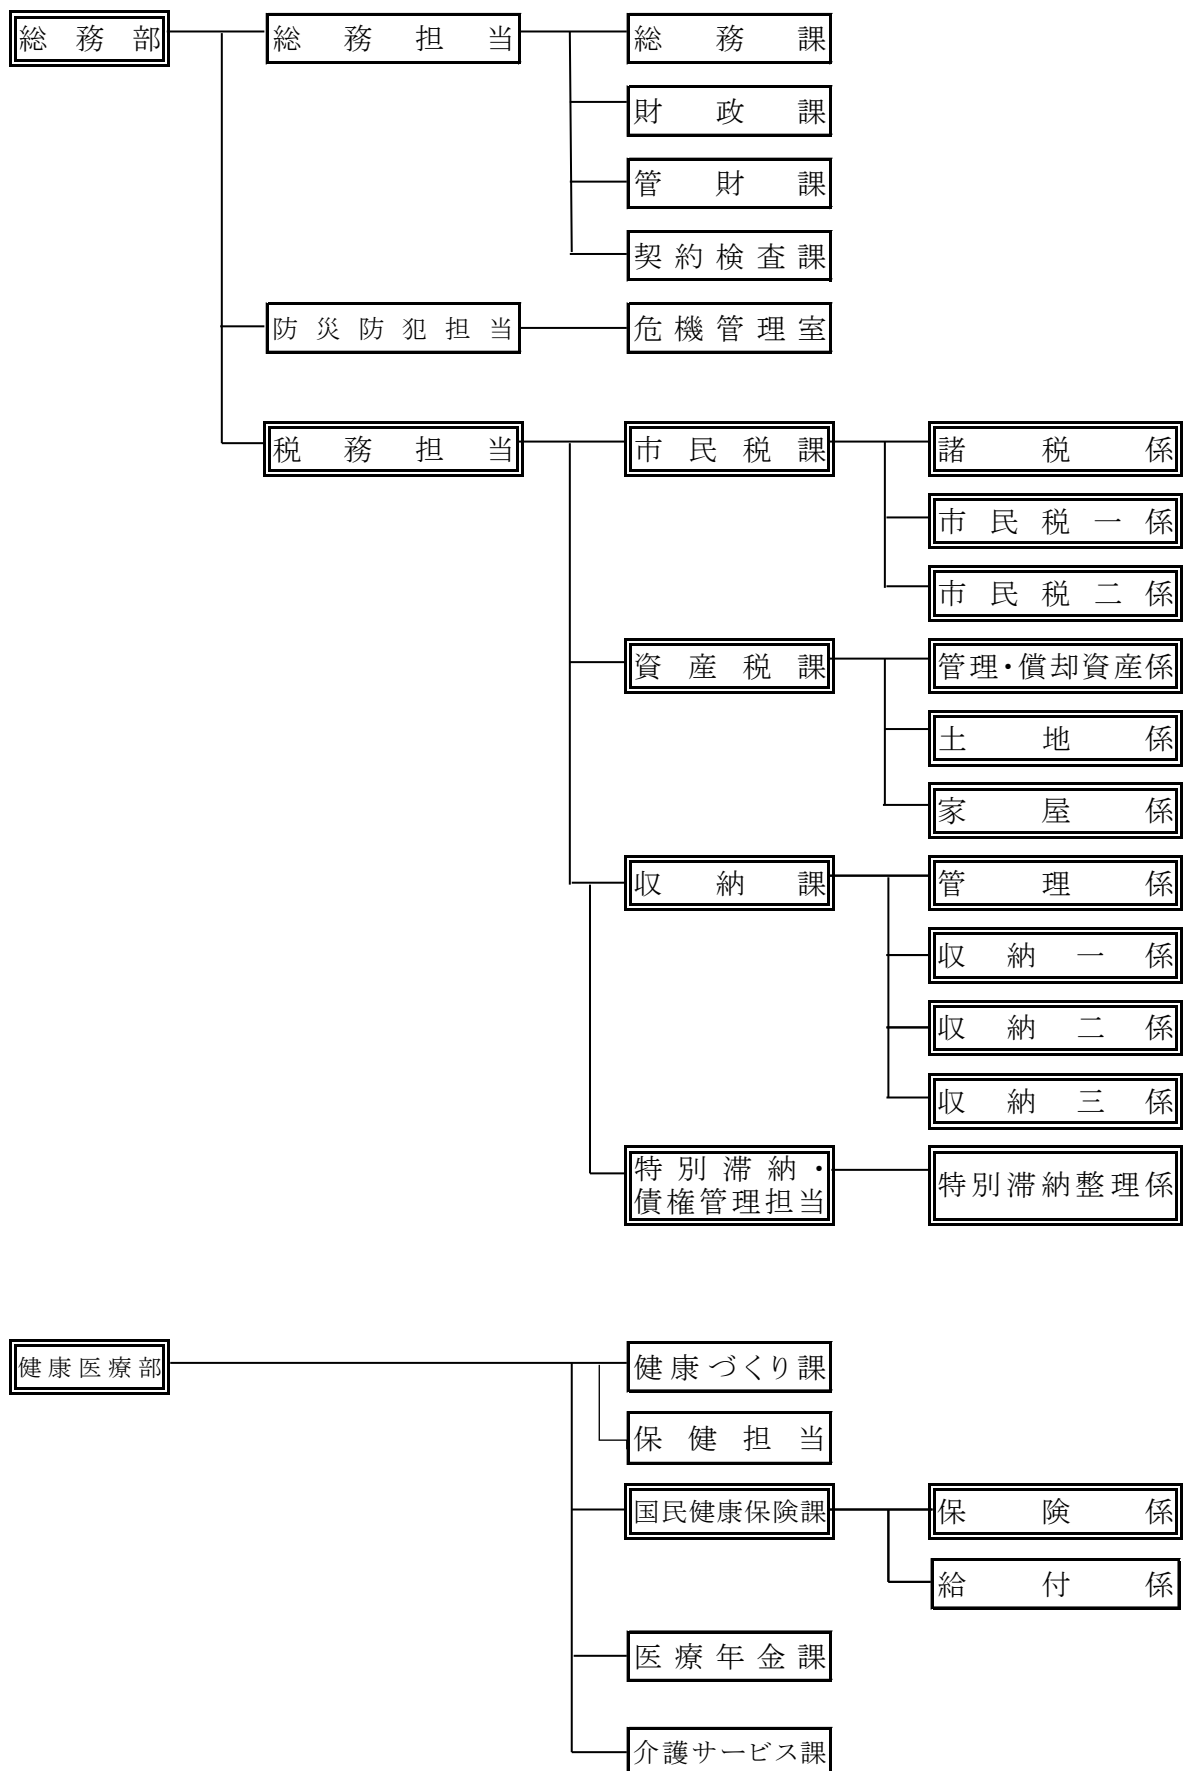 総務部
総務担当
総務課
財政課
管財課
契約検査課
防災防犯担当
危機管理室
税務担当
市民税課
諸税係
市民税一係
市民税二係
資産税課
管理・償却資産係
土地係
家屋係
収納課
管理係
収納一係
収納二係
収納三係
特別滞納・
債権管理担当
特別滞納整理係
健康医療部
健康づくり課
保健担当
国民健康保険課
保険係
給付係
医療年金課
介護サービス課